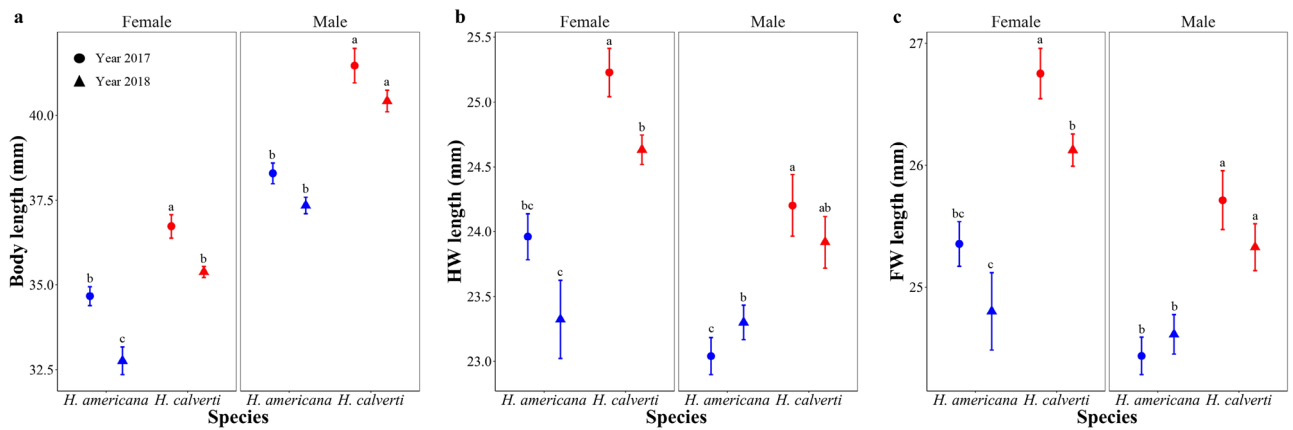 a
Female Male
Year 2017
Year 2018
Body length (mm)
40.0
37.5
35.0
32.5
b c a b b b a a
H. americana H. calverti H. americana H. calverti
Species
b
Female Male
HW length (mm)
25.5
25.0
24.5
24.0
23.5
23.0
bc c a b c b a ab
H. americana H. calverti H. americana H. calverti
Species
c
Female Male
FW length (mm)
27
26
25
bc c a b b b a a
H. americana H. calverti H. americana H. calverti
Species